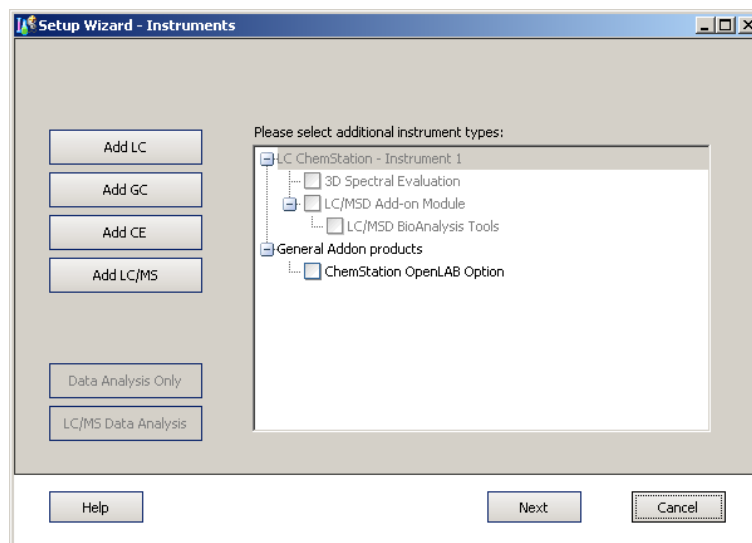 Setup Wizard - Instruments
Please select additional instrument types:
Add LC
Add GC
Add CE
Add LC/MS
Data Analysis Only
LC/MS Data Analysis
LC ChemStation - Instrument 1
3D Spectral Evaluation
LC/MSD Add-on Module
LC/MSD BioAnalysis Tools
General Addon products
ChemStation OpenLAB Option
Help
Next
Cancel